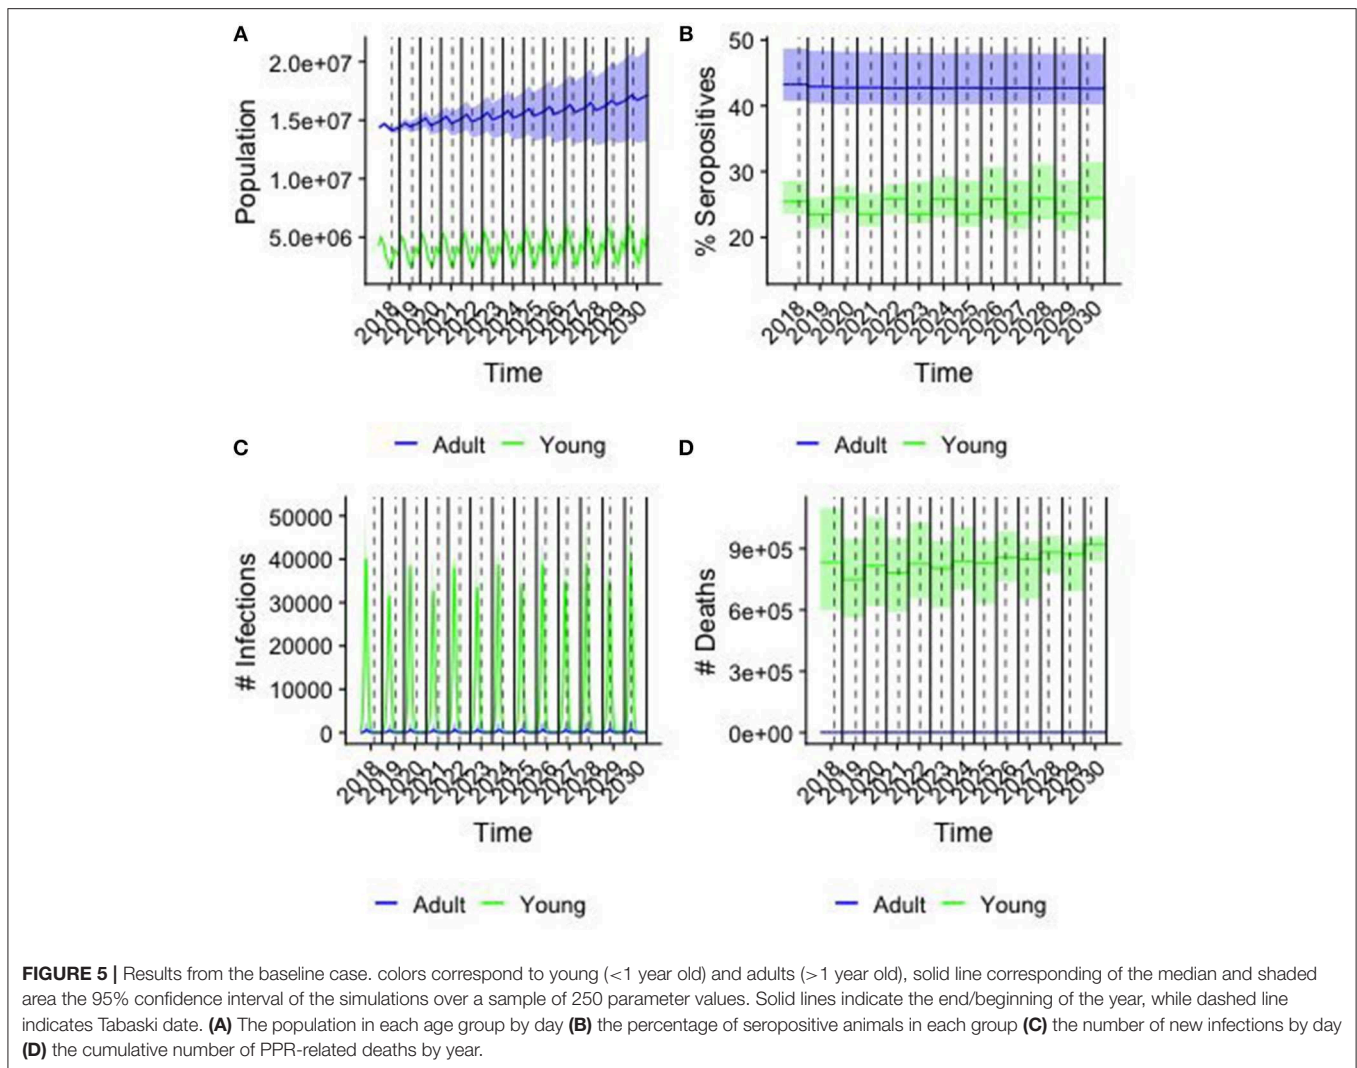 A
Population
2.0e+07
1.5e+07
1.0e+07
5.0e+06
2018
2019
2020
2021
2022
2023
2024
2025
2026
2027
2028
2029
2030
Time
Adult
Young
B
% Seropositives
50
40
30
20
2018
2019
2020
2021
2022
2023
2024
2025
2026
2027
2028
2029
2030
Time
Adult
Young
C
# Infections
50000
40000
30000
20000
10000
0
2018
2019
2020
2021
2022
2023
2024
2025
2026
2027
2028
2029
2030
Time
Adult
Young
D
# Deaths
9e+05
6e+05
3e+05
0e+00
2018
2019
2020
2021
2022
2023
2024
2025
2026
2027
2028
2029
2030
Time
Adult
Young
FIGURE 5 | Results from the baseline case. colors correspond to young (<1 year old) and adults (>1 year old), solid line corresponding of the median and shaded
area the 95% confidence interval of the simulations over a sample of 250 parameter values. Solid lines indicate the end/beginning of the year, while dashed line
indicates Tabaski date. (A) The population in each age group by day (B) the percentage of seropositive animals in each group (C) the number of new infections by day
(D) the cumulative number of PPR-related deaths by year.